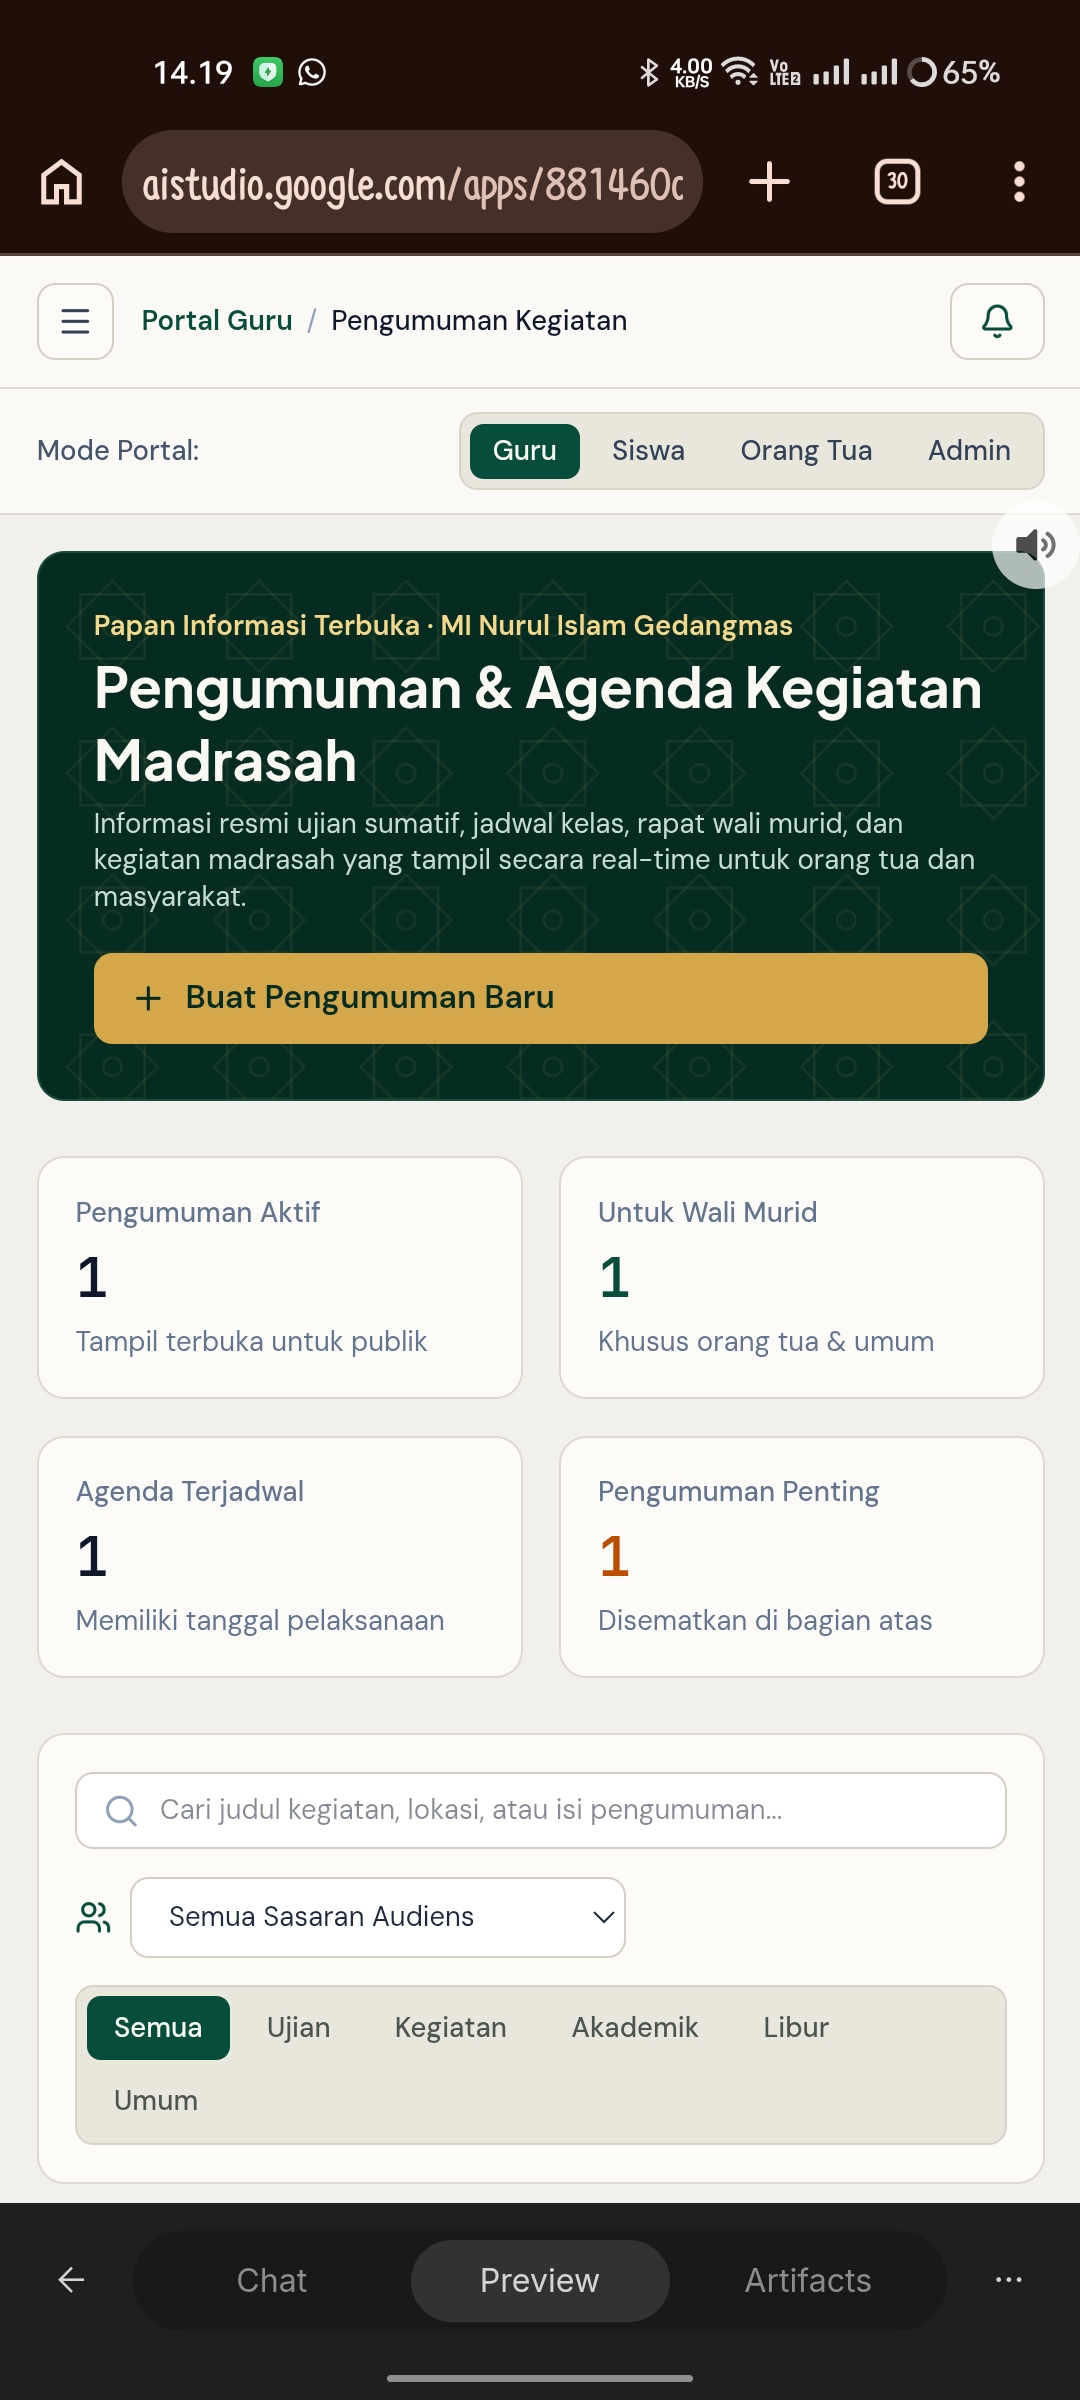 14.19
4.00 KB/S
Vo LTE 2
65%
aistudio.google.com/apps/881460c
30
Portal Guru / Pengumuman Kegiatan
Mode Portal:
Guru
Siswa
Orang Tua
Admin
Papan Informasi Terbuka · MI Nurul Islam Gedangmas
Pengumuman & Agenda Kegiatan
Madrasah
Informasi resmi ujian sumatif, jadwal kelas, rapat wali murid, dan
kegiatan madrasah yang tampil secara real-time untuk orang tua dan
masyarakat.
+ Buat Pengumuman Baru
Pengumuman Aktif
1
Tampil terbuka untuk publik
Untuk Wali Murid
1
Khusus orang tua & umum
Agenda Terjadwal
1
Memiliki tanggal pelaksanaan
Pengumuman Penting
1
Disematkan di bagian atas
Cari judul kegiatan, lokasi, atau isi pengumuman...
Semua Sasaran Audiens
Semua
Ujian
Kegiatan
Akademik
Libur
Umum
Chat
Preview
Artifacts